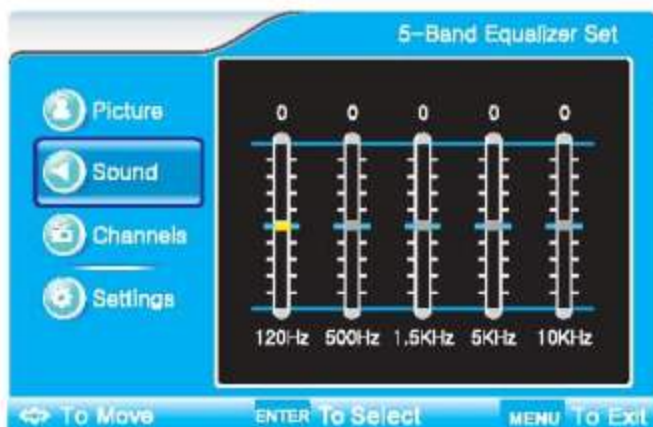 5-Band Equalizer Set
Picture
Sound
Channels
Settings
0 0 0 0 0
120Hz 500Hz 1.5KHz 5KHz 10KHz
To Move ENTER To Select MENU To Exit